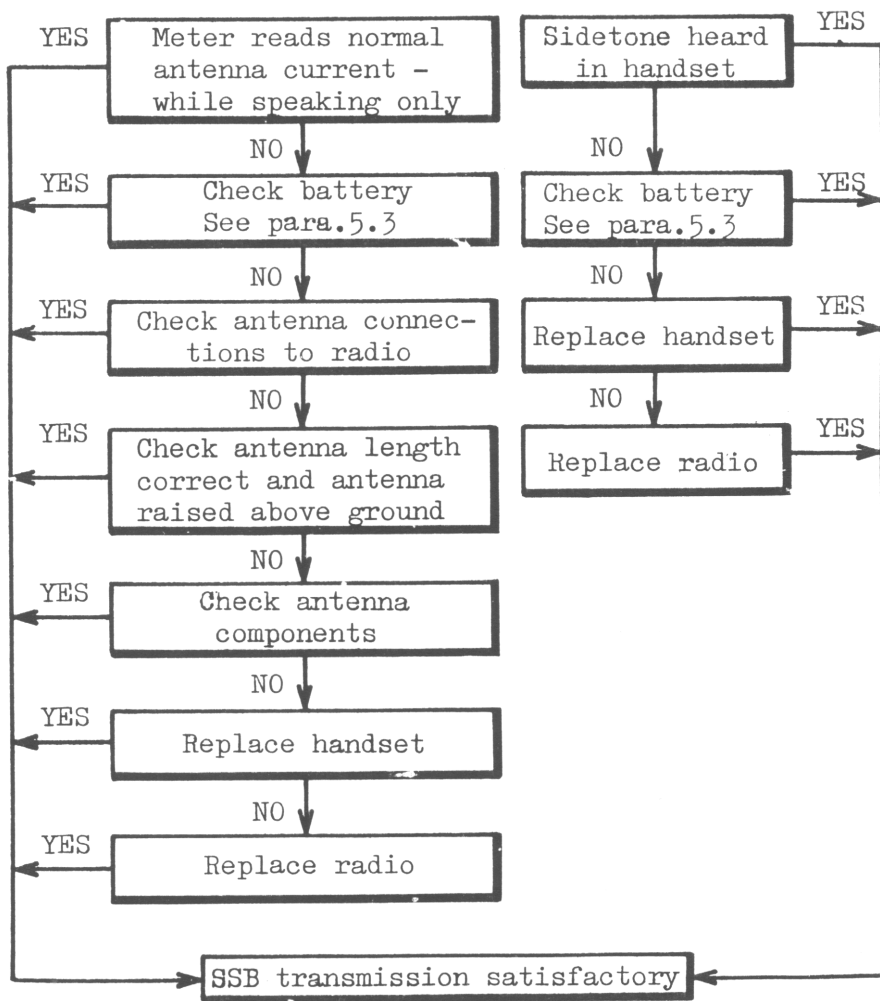 YES
Meter reads normal
antenna current -
while speaking only
NO
YES
Check battery
See para.5.3
NO
YES
Check antenna connec-
tions to radio
NO
YES
Check antenna length
correct and antenna
raised above ground
NO
YES
Check antenna
components
NO
YES
Replace handset
NO
YES
Replace radio
Sidetone heard
in handset
YES
NO
Check battery
See para.5.3
YES
NO
Replace handset
YES
NO
Replace radio
YES
SSB transmission satisfactory